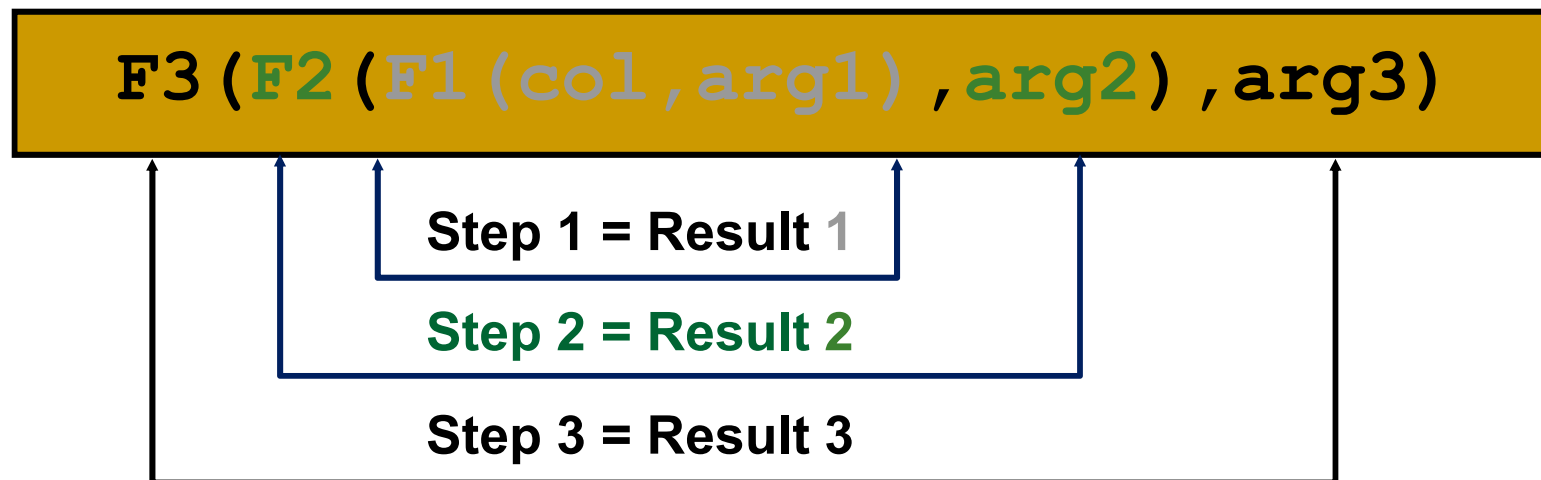 F3(F2(F1(col,arg1),arg2),arg3)
Step 1 = Result 1
Step 2 = Result 2
Step 3 = Result 3